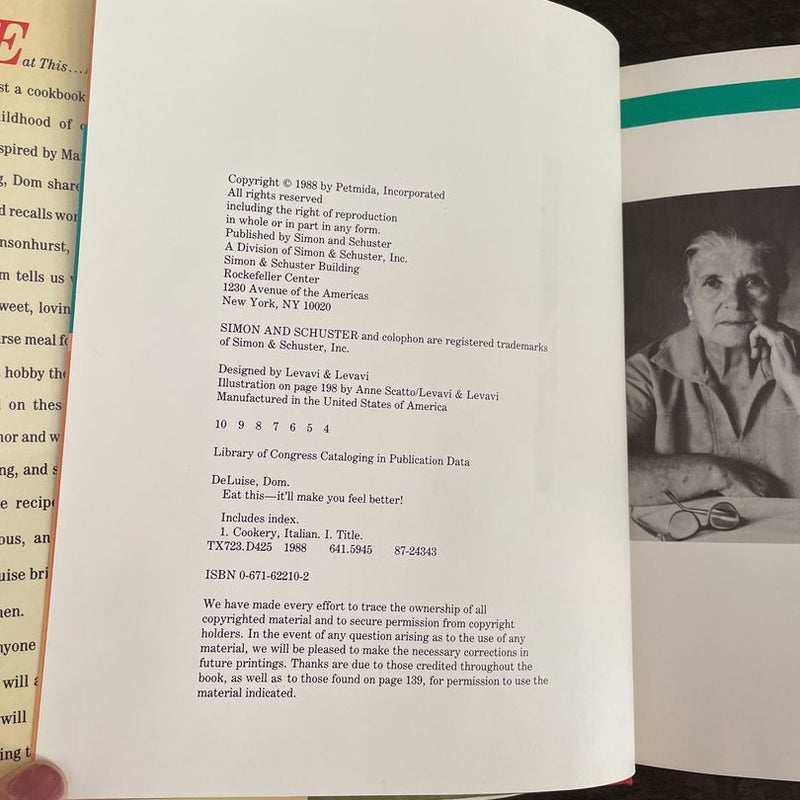 E
at This...
st a cookbook
ildhood of
spired by Ma
g, Dom share
d recalls wor
nsonhurst,
m tells us
weet, lovin
rse meal fo
hobby the
on thes
nor and w
ng, and s
e recipe
ous, an
uise bri
hen.
nyone
will a
will
ing t
Copyright © 1988 by Petmida, Incorporated
All rights reserved
including the right of reproduction
in whole or in part in any form.
Published by Simon and Schuster
A Division of Simon & Schuster, Inc.
Simon & Schuster Building
Rockefeller Center
1230 Avenue of the Americas
New York, NY 10020
SIMON AND SCHUSTER and colophon are registered trademarks
of Simon & Schuster, Inc.
Designed by Levavi & Levavi
Illustration on page 198 by Anne Scatto/Levavi & Levavi
Manufactured in the United States of America
10 9 8 7 6 5 4
Library of Congress Cataloging in Publication Data
DeLuise, Dom.
Eat this—it'll make you feel better!
Includes index.
1. Cookery, Italian. I. Title.
TX723.D425 1988 641.5945 87-24343
ISBN 0-671-62210-2
We have made every effort to trace the ownership of all
copyrighted material and to secure permission from copyright
holders. In the event of any question arising as to the use of any
material, we will be pleased to make the necessary corrections in
future printings. Thanks are due to those credited throughout the
book, as well as to those found on page 139, for permission to use the
material indicated.